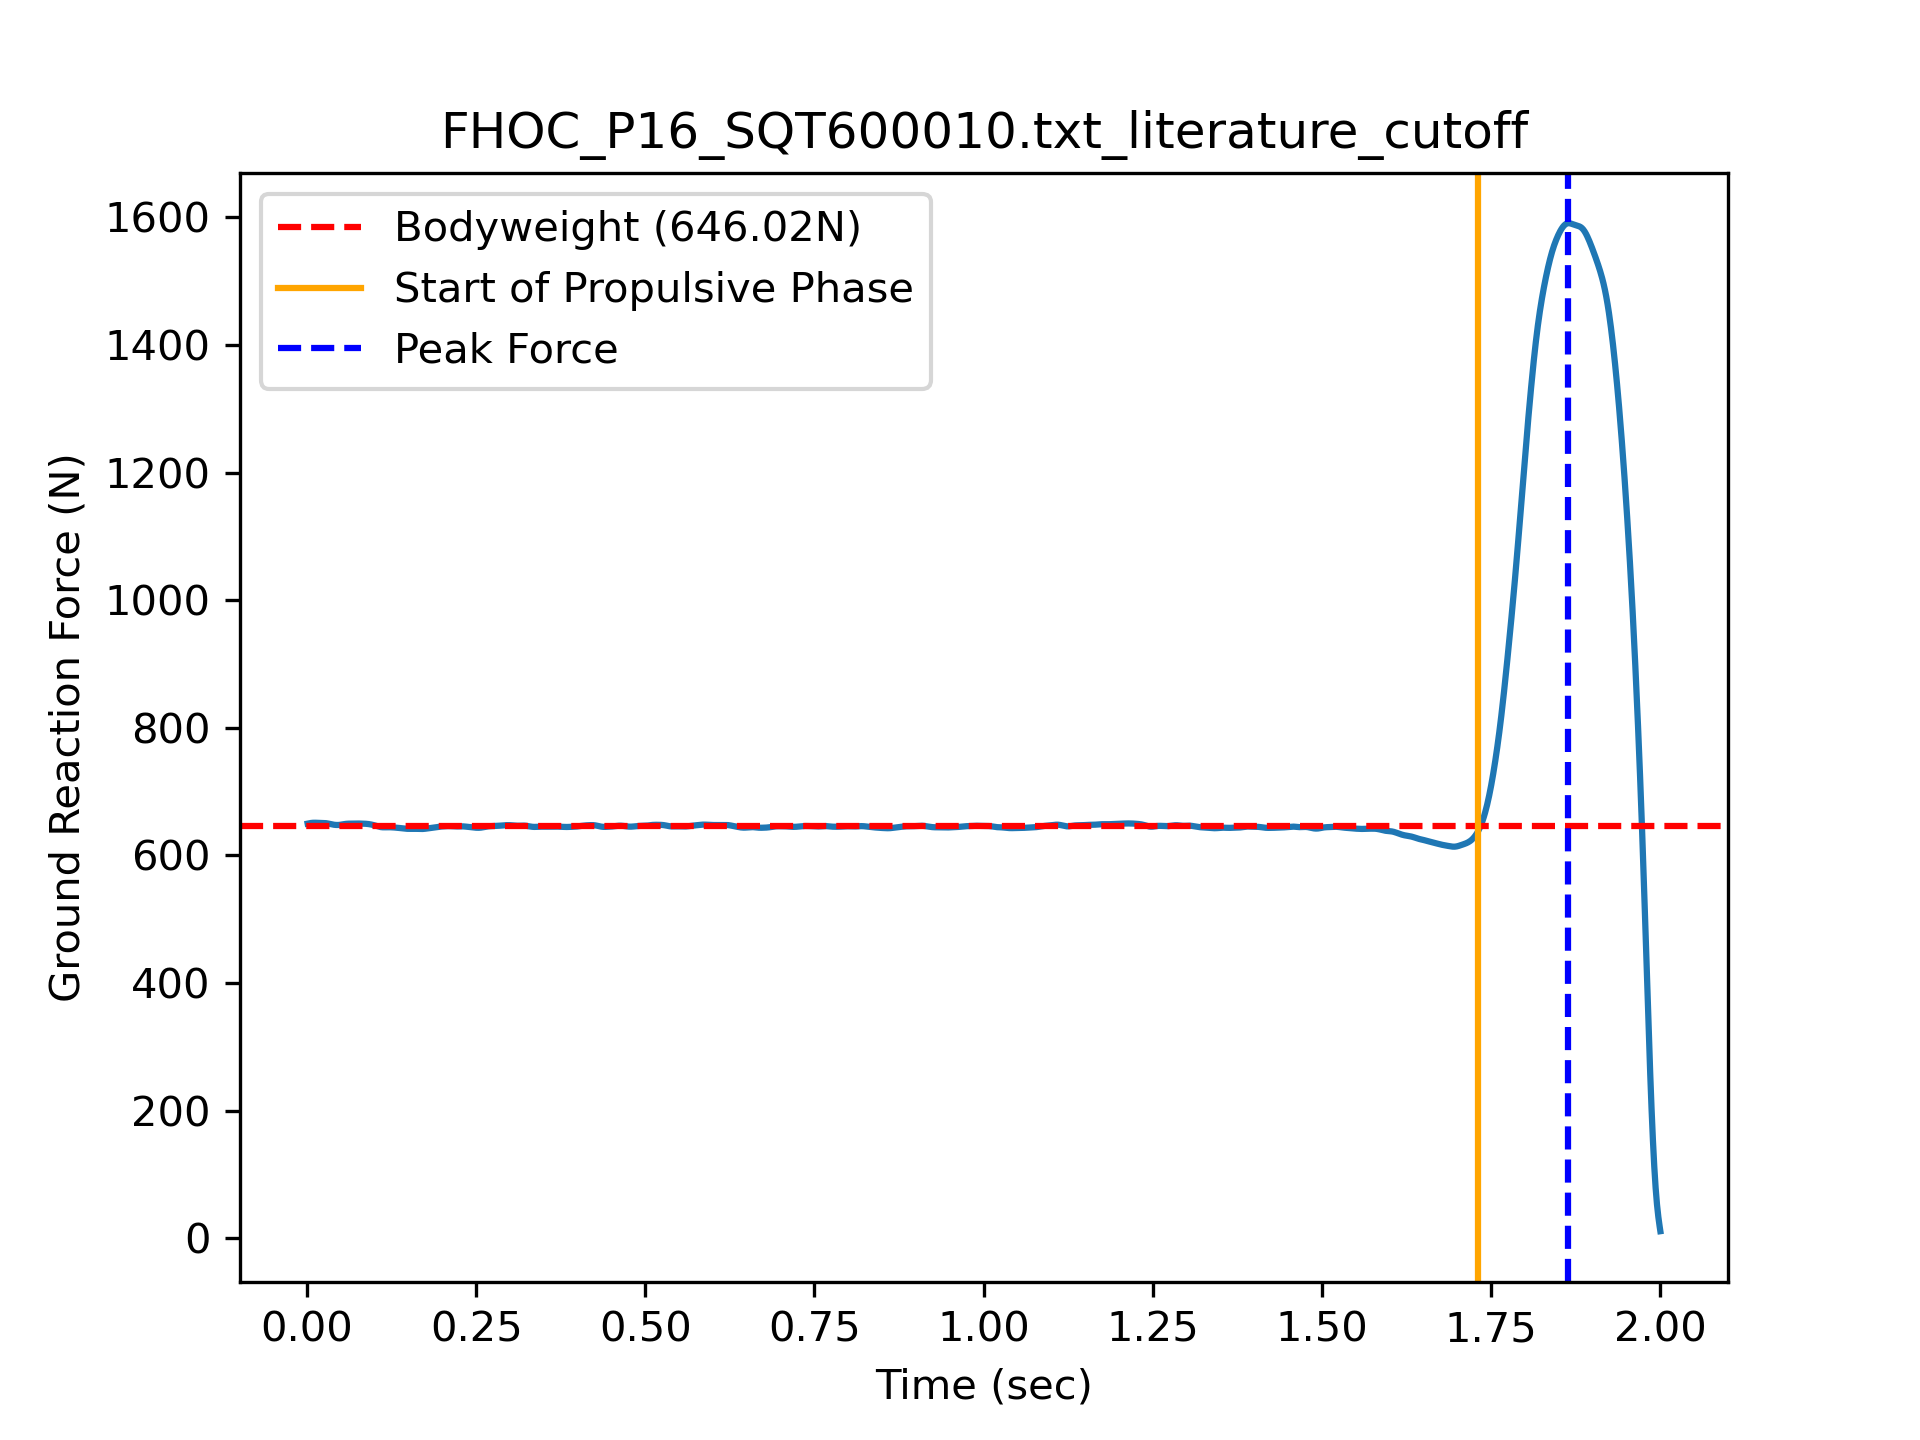 FHOC_P16_SQT600010.txt_literature_cutoff
Bodyweight (646.02N)
Start of Propulsive Phase
Peak Force
Ground Reaction Force (N)
1600
1400
1200
1000
800
600
400
200
0
0.00 0.25 0.50 0.75 1.00 1.25 1.50 1.75 2.00
Time (sec)